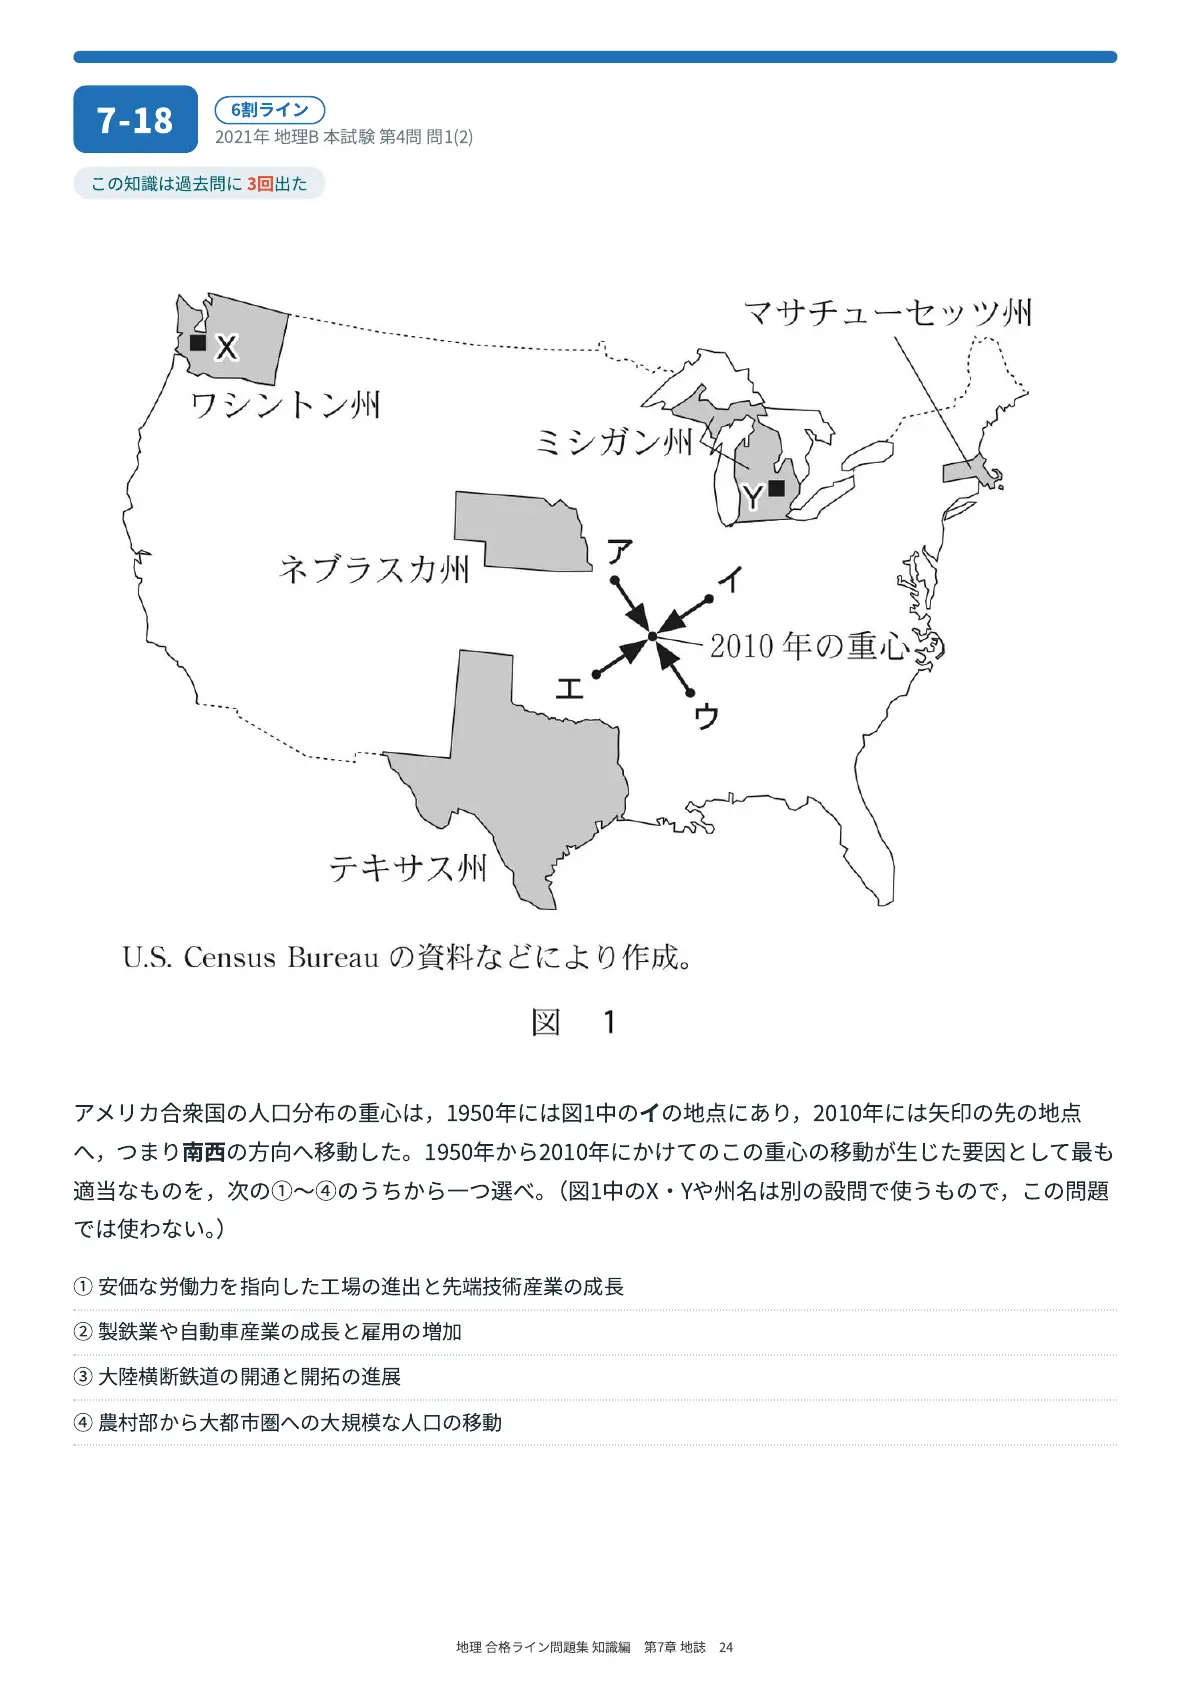 7-18
6割ライン
2021年 地理B 本試験 第4問 問1(2)
この知識は過去問に 3回出た
マサチューセッツ州
X
ワシントン州
ミシガン州
Y
ネブラスカ州
ア
イ
2010 年の重心
エ
ウ
テキサス州
U.S. Census Bureau の資料などにより作成。
図 1
アメリカ合衆国の人口分布の重心は，1950年には図1中のイの地点にあり，2010年には矢印の先の地点
へ，つまり南西の方向へ移動した。1950年から2010年にかけてのこの重心の移動が生じた要因として最も
適当なものを，次の①～④のうちから一つ選べ。（図1中のX・Yや州名は別の設問で使うもので，この問題
では使わない。）
① 安価な労働力を指向した工場の進出と先端技術産業の成長
② 製鉄業や自動車産業の成長と雇用の増加
③ 大陸横断鉄道の開通と開拓の進展
④ 農村部から大都市圏への大規模な人口の移動
地理 合格ライン問題集 知識編 第7章 地誌 24